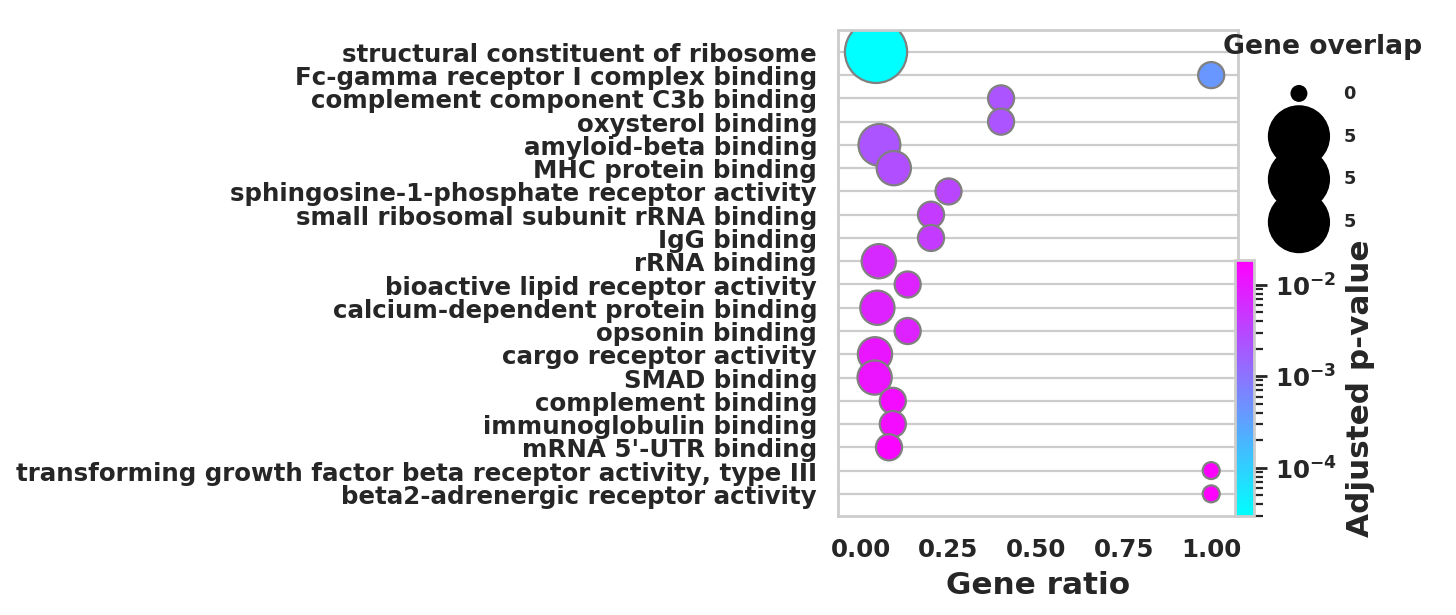 structural constituent of ribosome
Fc-gamma receptor I complex binding
complement component C3b binding
oxysterol binding
amyloid-beta binding
MHC protein binding
sphingosine-1-phosphate receptor activity
small ribosomal subunit rRNA binding
IgG binding
rRNA binding
bioactive lipid receptor activity
calcium-dependent protein binding
opsonin binding
cargo receptor activity
SMAD binding
complement binding
immunoglobulin binding
mRNA 5'-UTR binding
transforming growth factor beta receptor activity, type III
beta2-adrenergic receptor activity
0.00 0.25 0.50 0.75 1.00
Gene ratio
Gene overlap
0
5
5
5
10⁻²
10⁻³
10⁻⁴
Adjusted p-value